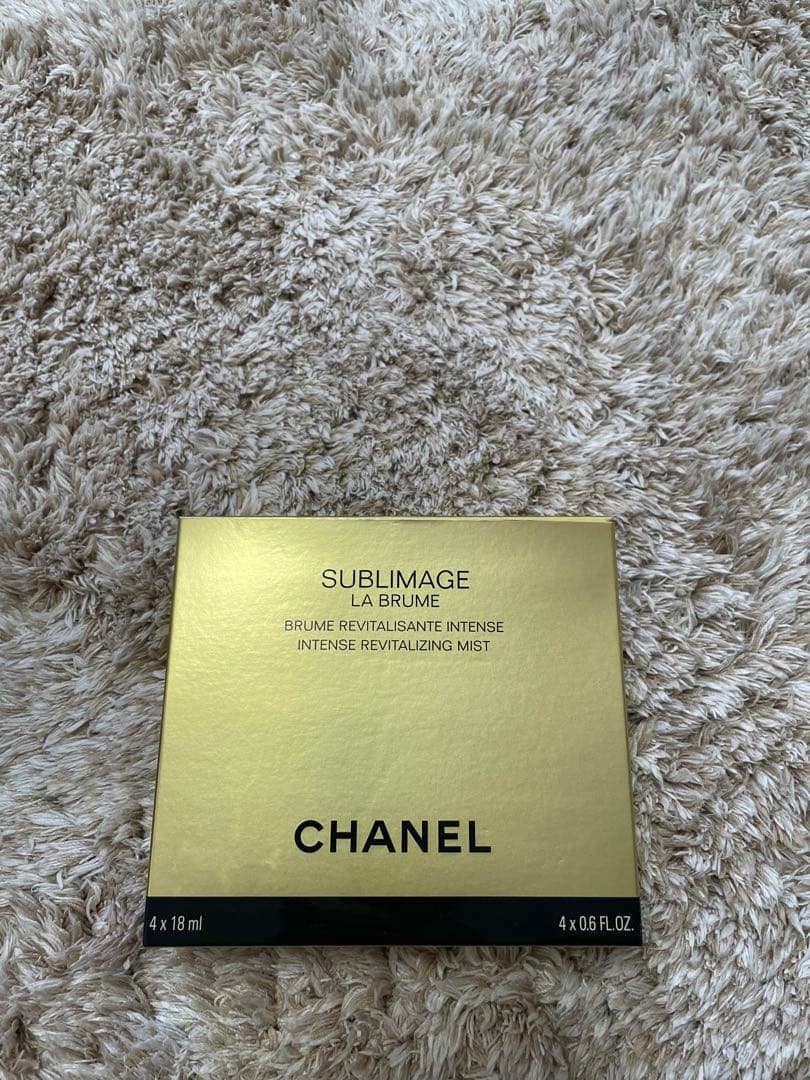 SUBLIMAGE
LA BRUME
BRUME REVITALISANTE INTENSE
INTENSE REVITALIZING MIST
CHANEL
4 x 18 ml 4 x 0.6 FL.OZ.